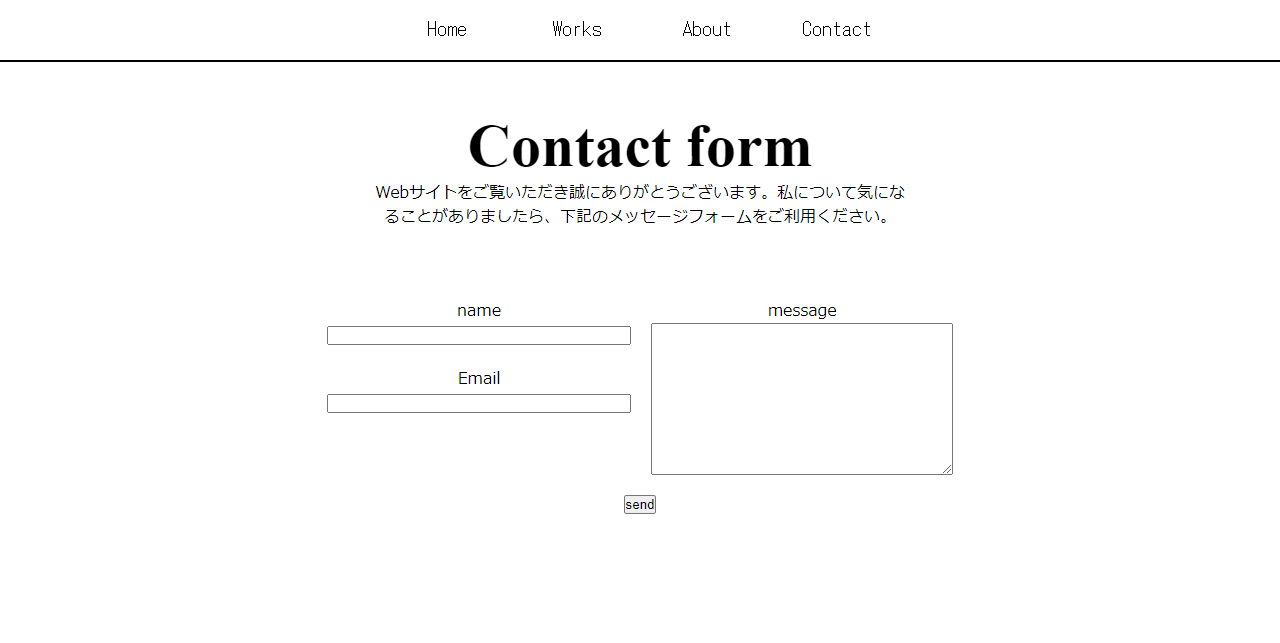 Home Works About Contact
Contact form
Webサイトをご覧いただき誠にありがとうございます。私について気にな
ることがありましたら、下記のメッセージフォームをご利用ください。
name
Email
message
send